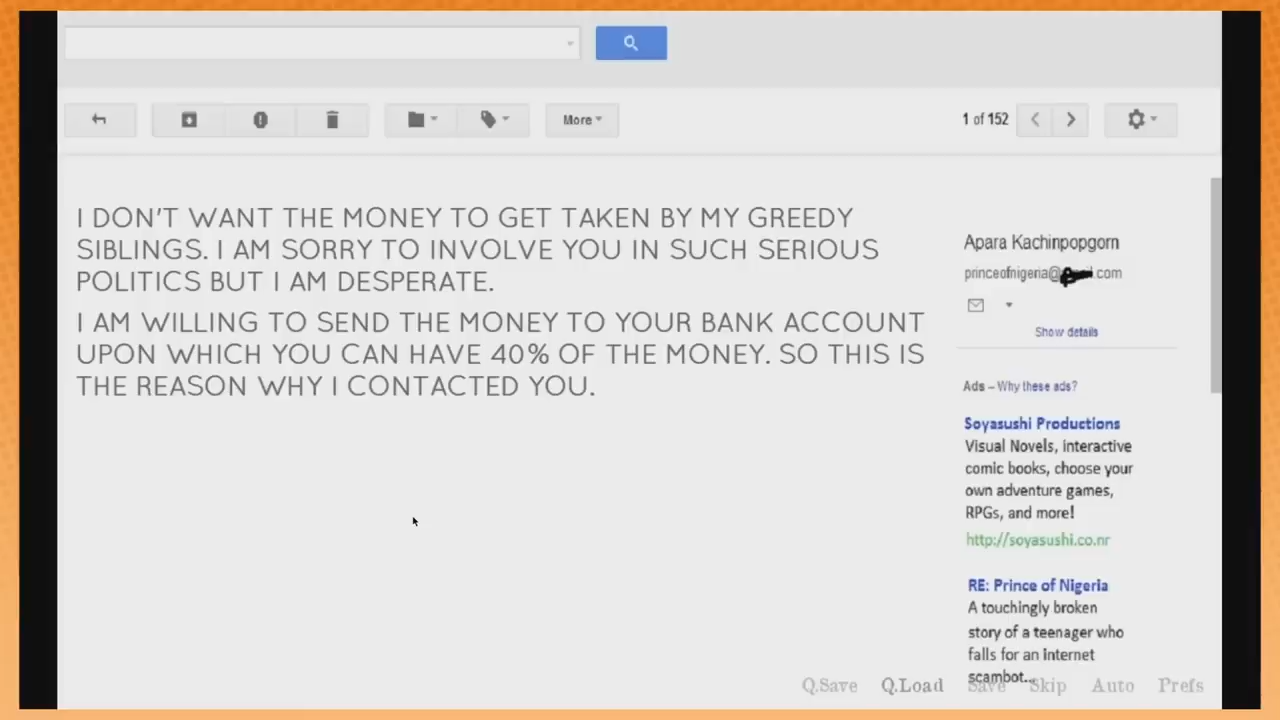 More
1 of 152
I DON'T WANT THE MONEY TO GET TAKEN BY MY GREEDY
SIBLINGS. I AM SORRY TO INVOLVE YOU IN SUCH SERIOUS
POLITICS BUT I AM DESPERATE.
I AM WILLING TO SEND THE MONEY TO YOUR BANK ACCOUNT
UPON WHICH YOU CAN HAVE 40% OF THE MONEY. SO THIS IS
THE REASON WHY I CONTACTED YOU.
Apara Kachinpopgorn
princeofnigeria@ .com
Show details
Ads – Why these ads?
Soyasushi Productions
Visual Novels, interactive
comic books, choose your
own adventure games,
RPGs, and more!
http://soyasushi.co.nr
RE: Prince of Nigeria
A touchingly broken
story of a teenager who
falls for an internet
scambot...
Q.Save Q.Load Save Skip Auto Prefs